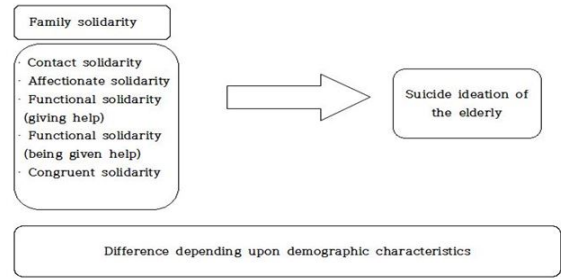 Family solidarity
· Contact solidarity
· Affectionate solidarity
· Functional solidarity
(giving help)
· Functional solidarity
(being given help)
· Congruent solidarity
Suicide ideation of
the elderly
Difference depending upon demographic characteristics